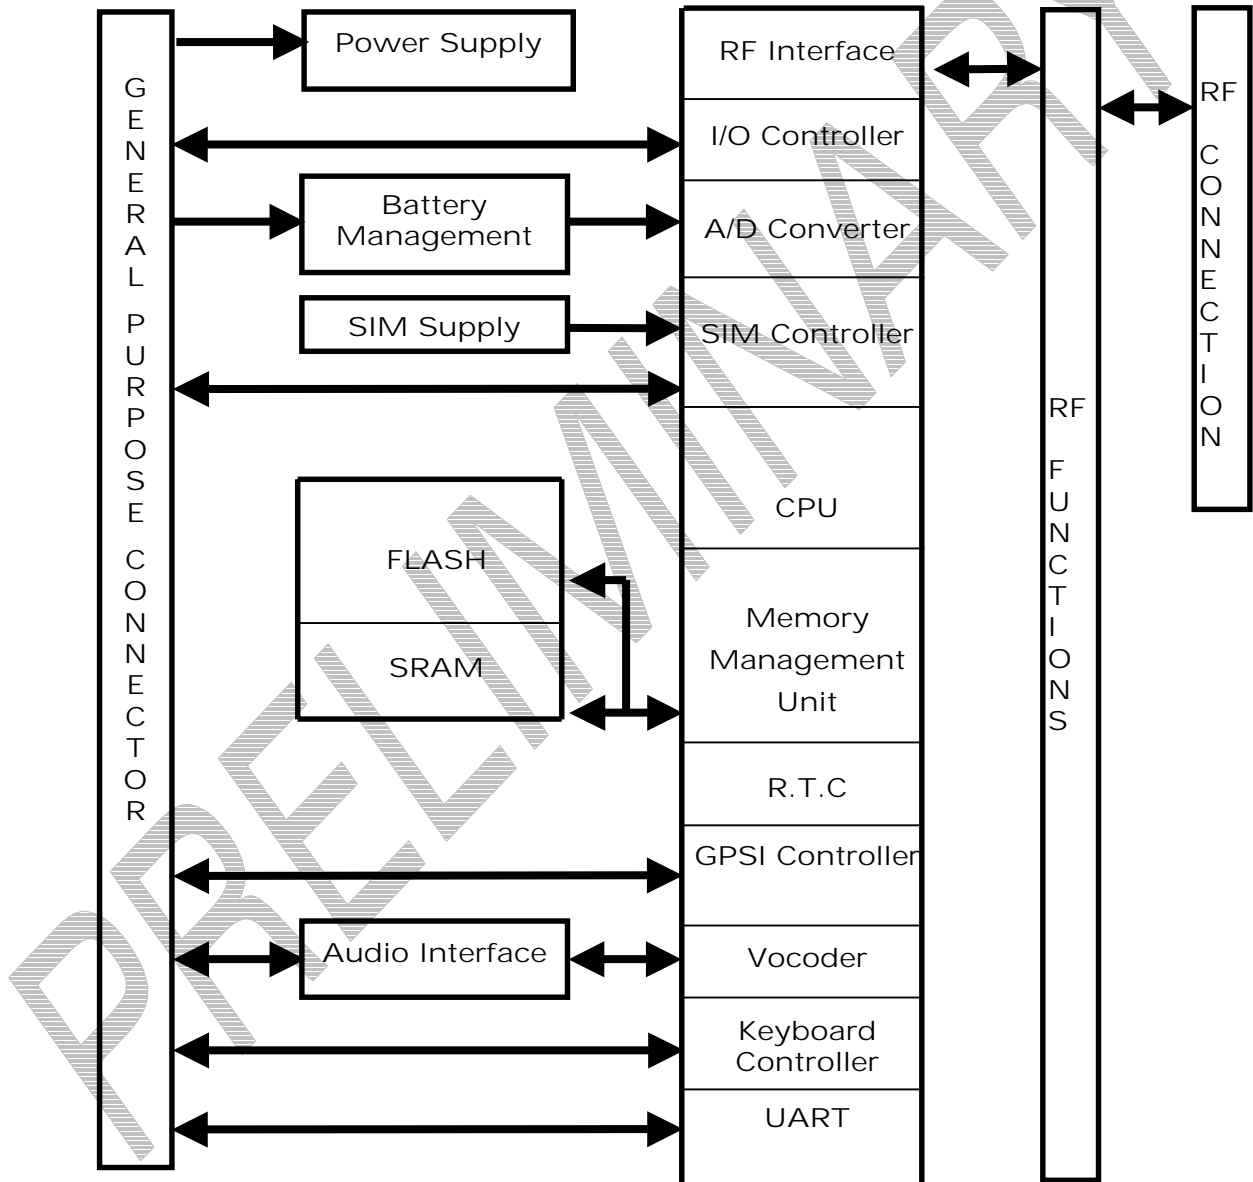 GENERAL PURPOSE CONNECTOR
Power Supply
Battery
Management
SIM Supply
FLASH
SRAM
Audio Interface
RF Interface
I/O Controller
A/D Converter
SIM Controller
CPU
Memory
Management
Unit
R.T.C
GPSI Controller
Vocoder
Keyboard
Controller
UART
RF FUNCTIONS
RF CONNECTION
PRELIMINARY